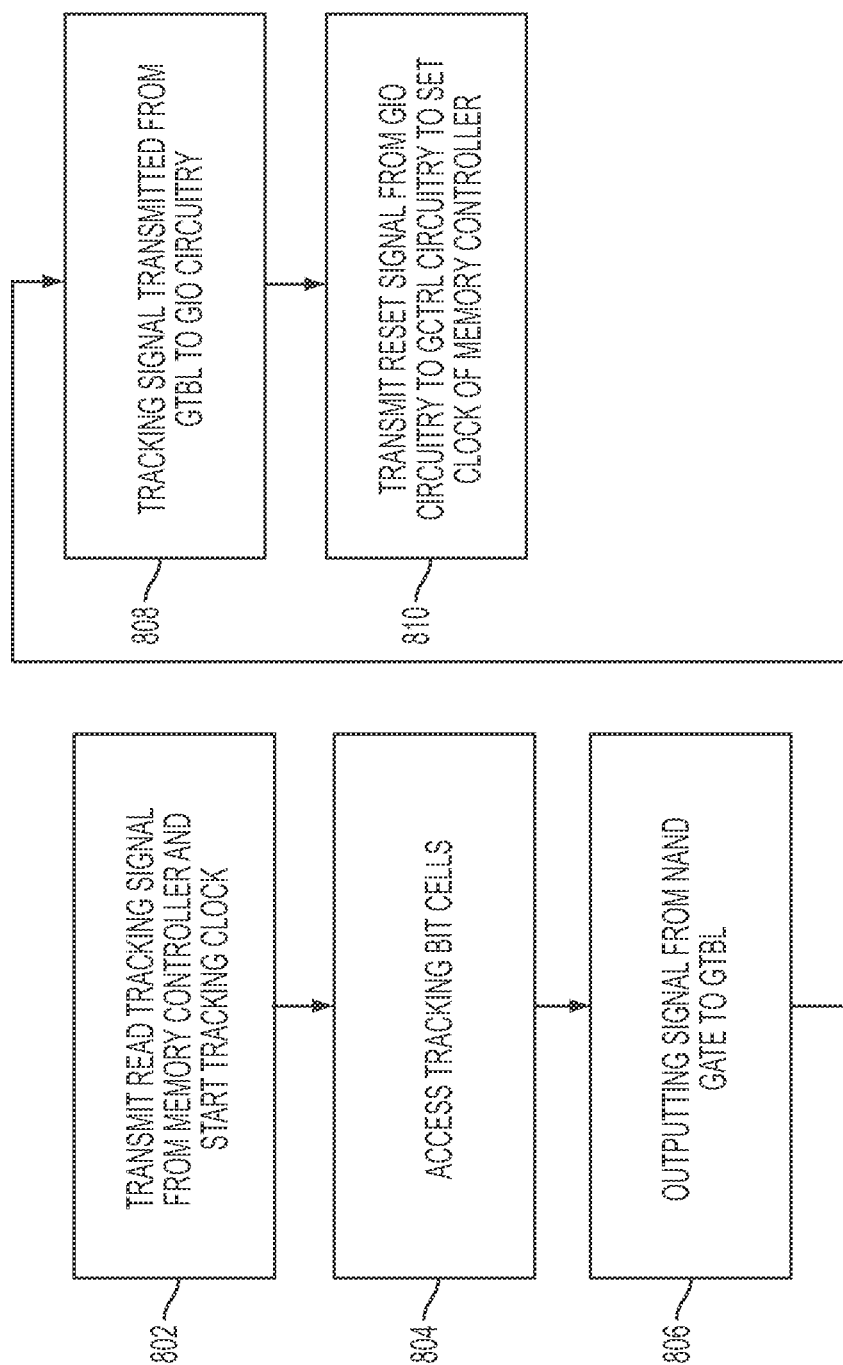 802
TRANSMIT READ TRACKING SIGNAL
FROM MEMORY CONTROLLER AND
START TRACKING CLOCK
804
ACCESS TRACKING BIT CELLS
806
OUTPUTTING SIGNAL FROM NAND
GATE TO GTBL
808
TRACKING SIGNAL TRANSMITTED FROM
GTBL TO GIO CIRCUITRY
810
TRANSMIT RESET SIGNAL FROM GIO
CIRCUITRY TO GCTRL CIRCUITRY TO SET
CLOCK OF MEMORY CONTROLLER